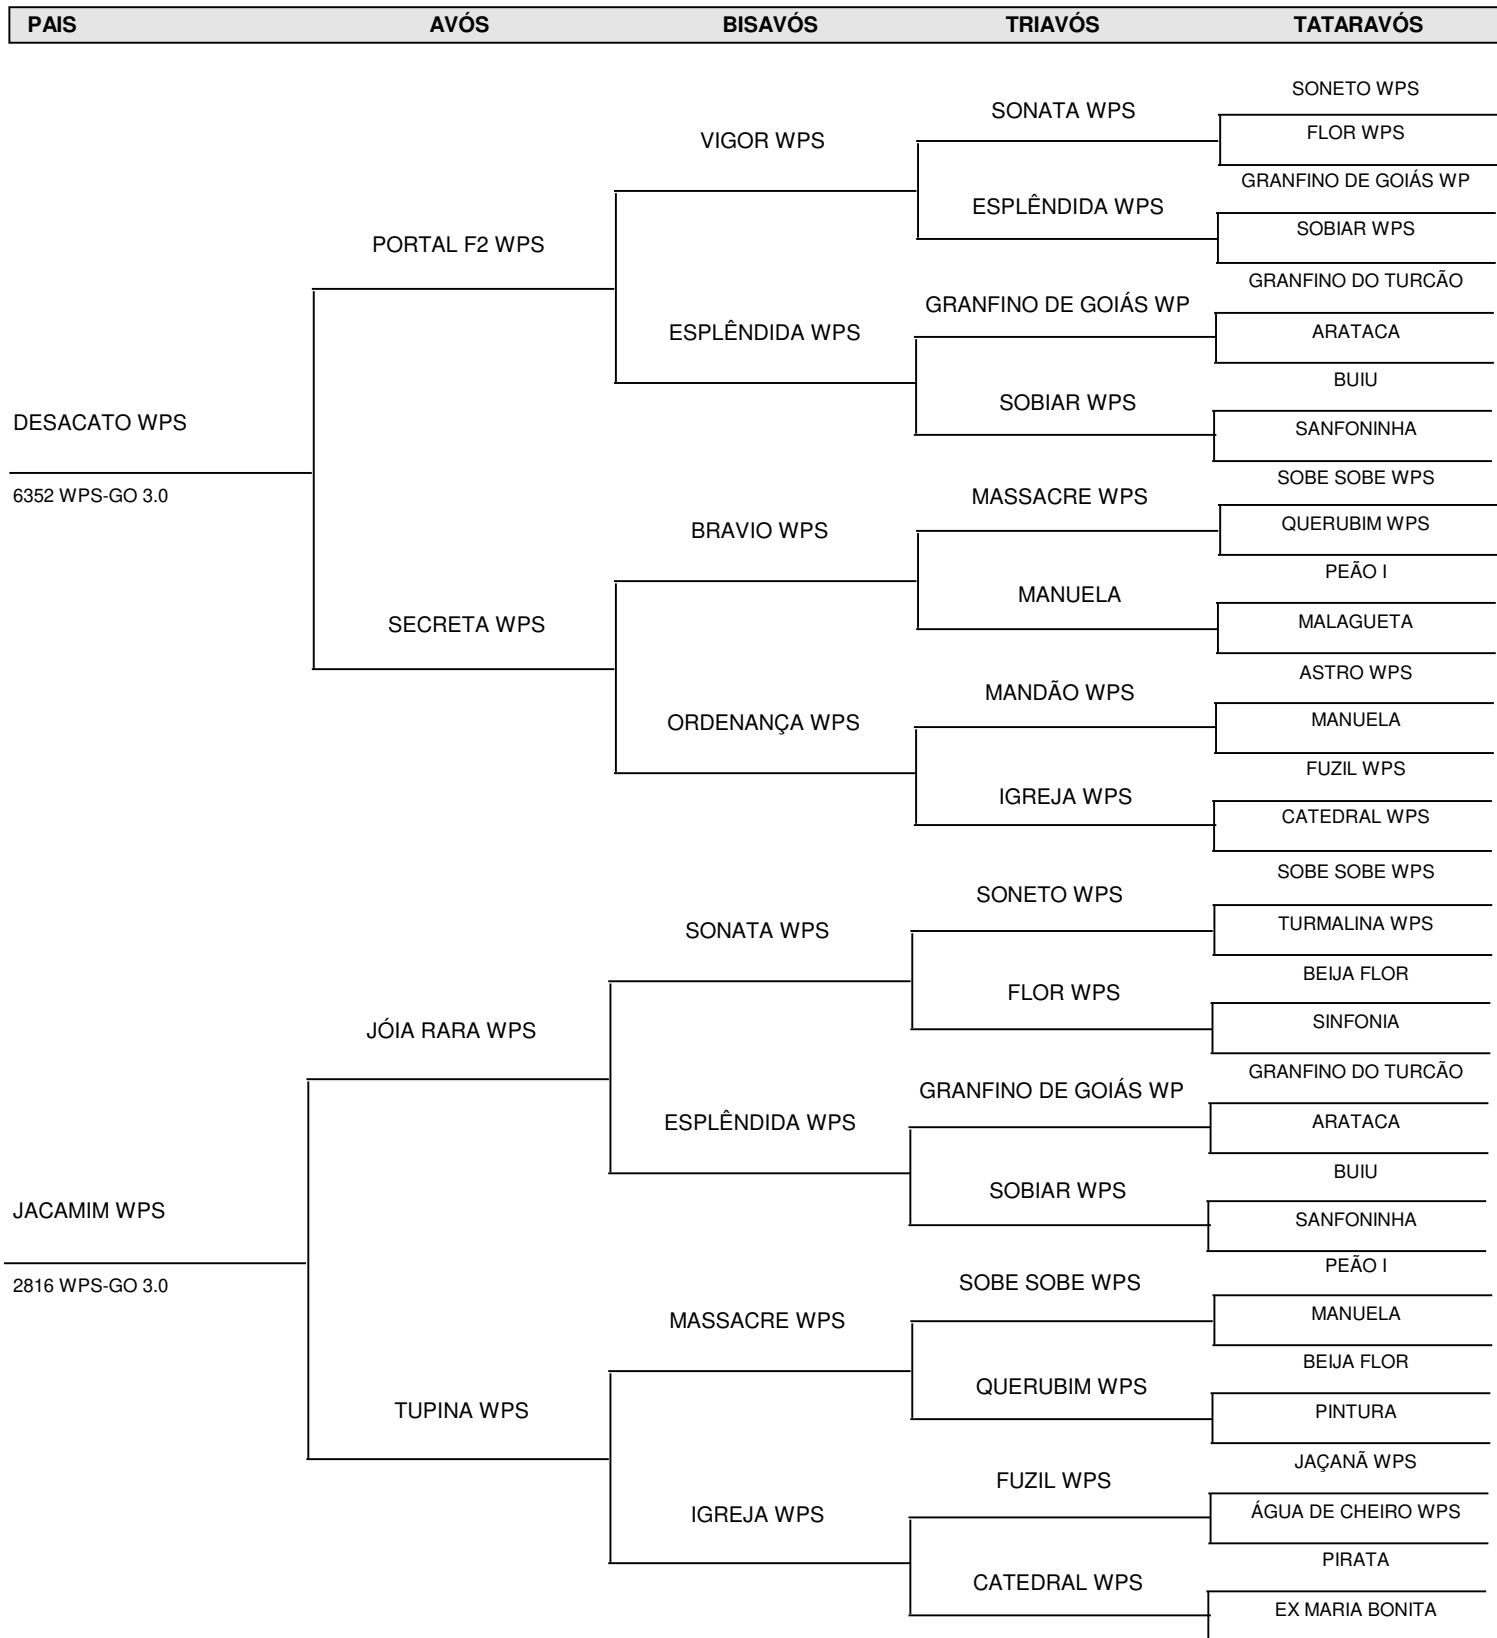 PAIS AVÓS BISAVÓS TRIAVÓS TATARAVÓS
SONETO WPS
SONATA WPS
FLOR WPS
VIGOR WPS
GRANFINO DE GOIÁS WP
ESPLÊNDIDA WPS
SOBIAR WPS
PORTAL F2 WPS
GRANFINO DO TURCÃO
GRANFINO DE GOIÁS WP
ARATACA
ESPLÊNDIDA WPS
BUIU
SOBIAR WPS
SANFONINHA
DESACATO WPS
6352 WPS-GO 3.0
SOBE SOBE WPS
MASSACRE WPS
QUERUBIM WPS
BRAVIO WPS
PEÃO I
MANUELA
MALAGUETA
SECRETA WPS
ASTRO WPS
MANDÃO WPS
MANUELA
ORDENANÇA WPS
FUZIL WPS
IGREJA WPS
CATEDRAL WPS
SOBE SOBE WPS
SONETO WPS
TURMALINA WPS
SONATA WPS
BEIJA FLOR
FLOR WPS
SINFONIA
JÓIA RARA WPS
GRANFINO DO TURCÃO
GRANFINO DE GOIÁS WP
ARATACA
ESPLÊNDIDA WPS
BUIU
SOBIAR WPS
SANFONINHA
JACAMIM WPS
2816 WPS-GO 3.0
PEÃO I
SOBE SOBE WPS
MANUELA
MASSACRE WPS
BEIJA FLOR
QUERUBIM WPS
PINTURA
TUPINA WPS
JAÇANÃ WPS
FUZIL WPS
ÁGUA DE CHEIRO WPS
IGREJA WPS
PIRATA
CATEDRAL WPS
EX MARIA BONITA